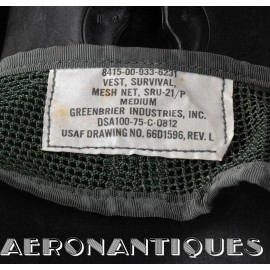 8415-00-933-6231
VEST, SURVIVAL,
MESH NET, SRU-21/P
MEDIUM
GREENBRIER INDUSTRIES, INC.
DSA100-75-C-0812
USAF DRAWING NO. 66D1596, REV. L
AERONANTIQUES